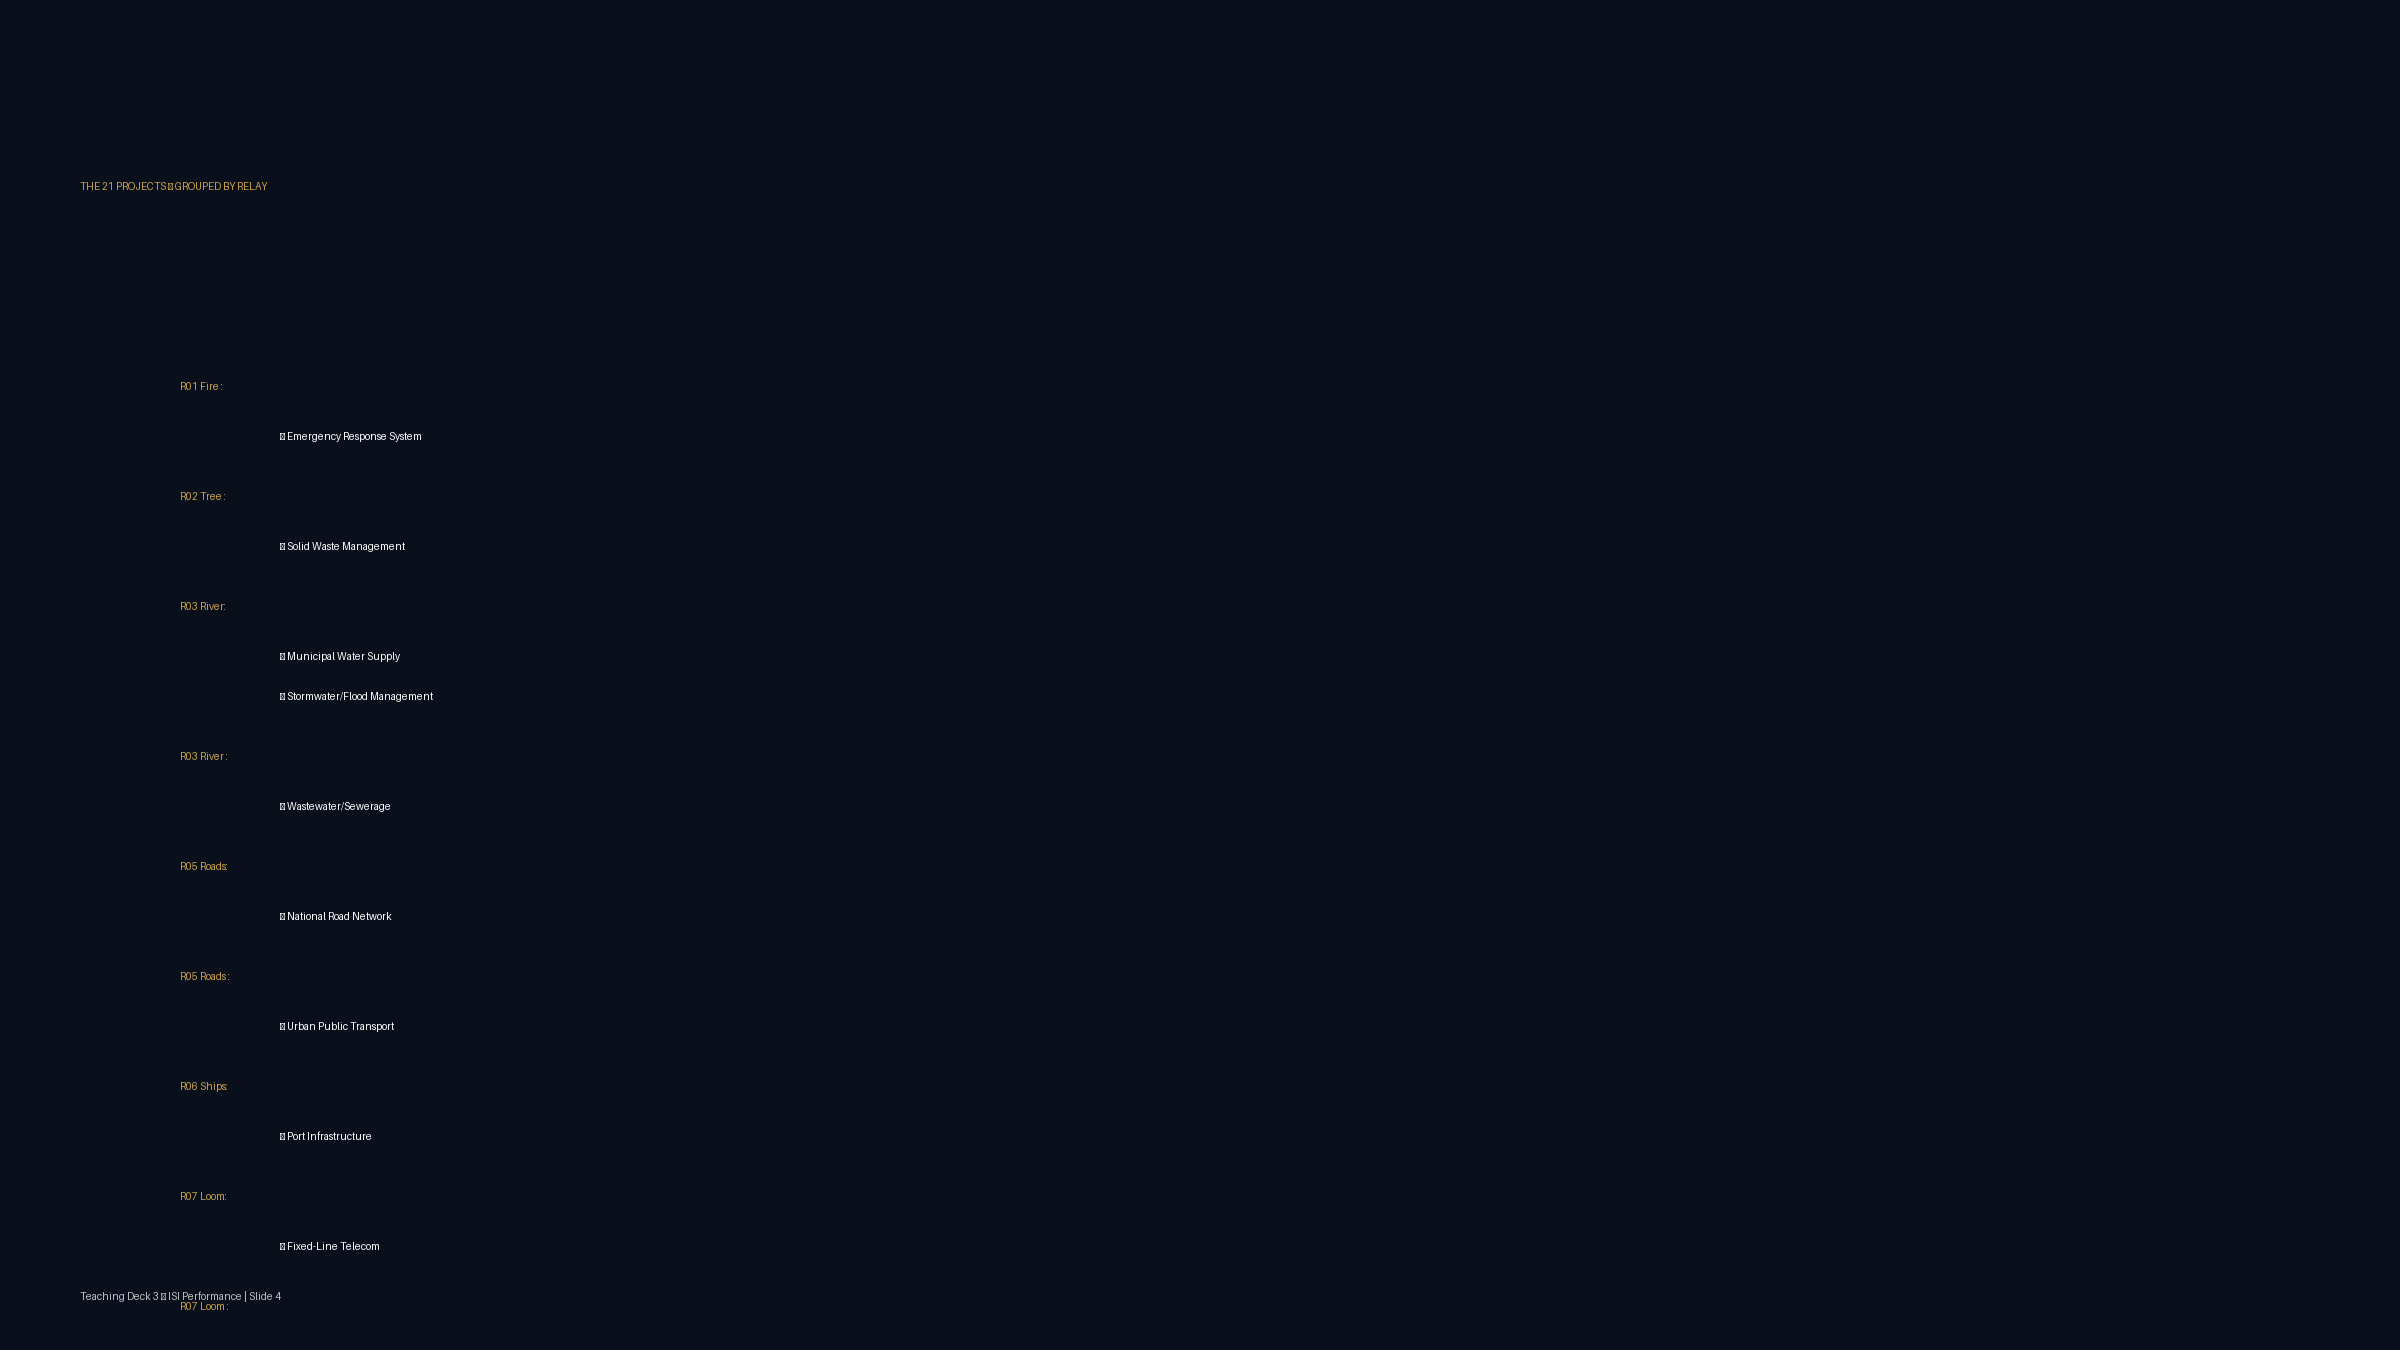 THE 21 PROJECTS ▯ GROUPED BY RELAY
R01 Fire :
▯ Emergency Response System
R02 Tree :
▯ Solid Waste Management
R03 River:
▯ Municipal Water Supply
▯ Stormwater/Flood Management
R03 River :
▯ Wastewater/Sewerage
R05 Roads:
▯ National Road Network
R05 Roads :
▯ Urban Public Transport
R06 Ships:
▯ Port Infrastructure
R07 Loom:
▯ Fixed-Line Telecom
Teaching Deck 3 ▯ ISI Performance | Slide 4
R07 Loom :